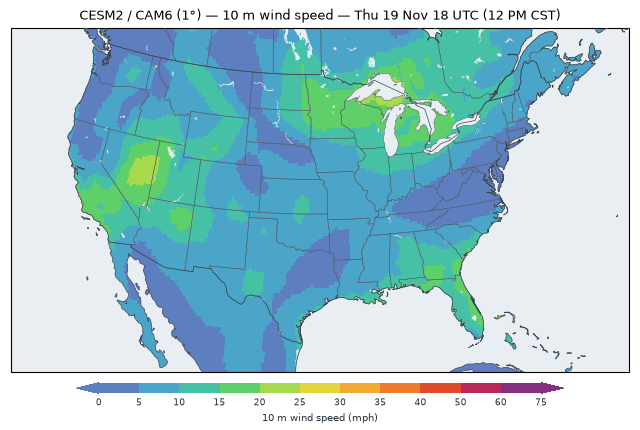 CESM2 / CAM6 (1°) — 10 m wind speed — Thu 19 Nov 18 UTC (12 PM CST)
0 5 10 15 20 25 30 35 40 50 60 75
10 m wind speed (mph)